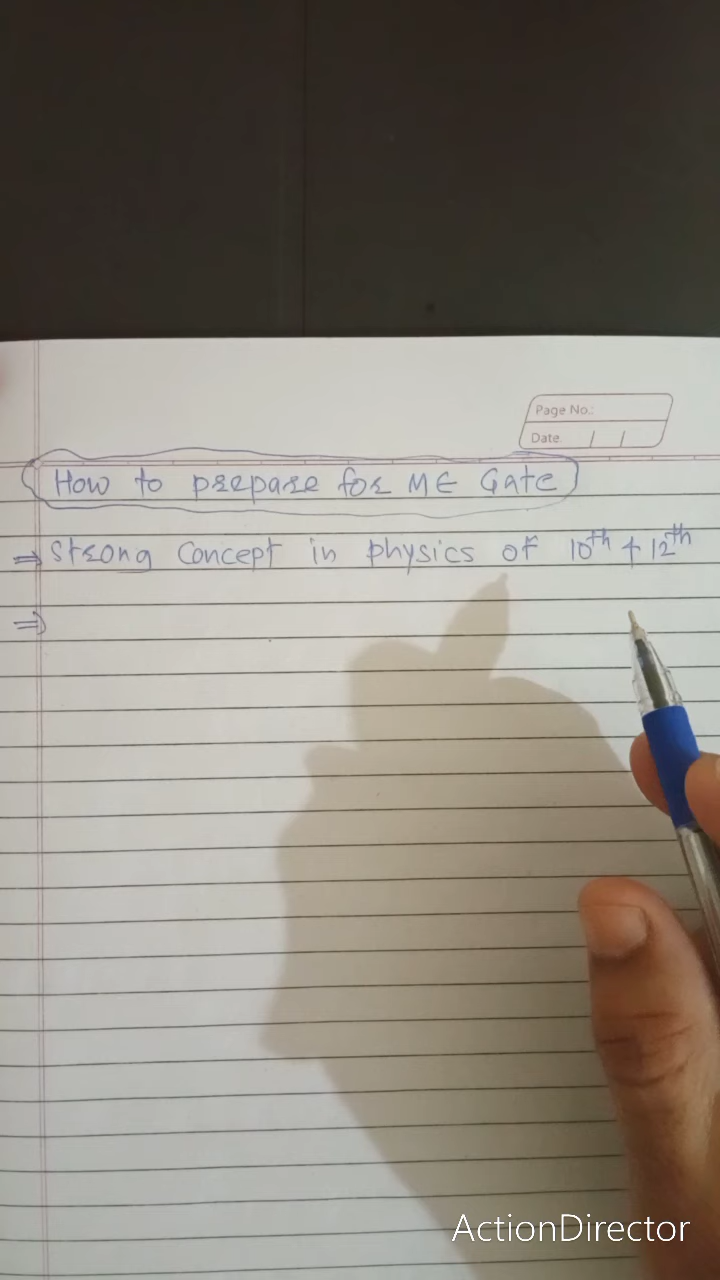 Page No.:
Date / /
How to prepare for ME Gate
⇒ Strong Concept in physics of 10th + 12th
⇒
ActionDirector